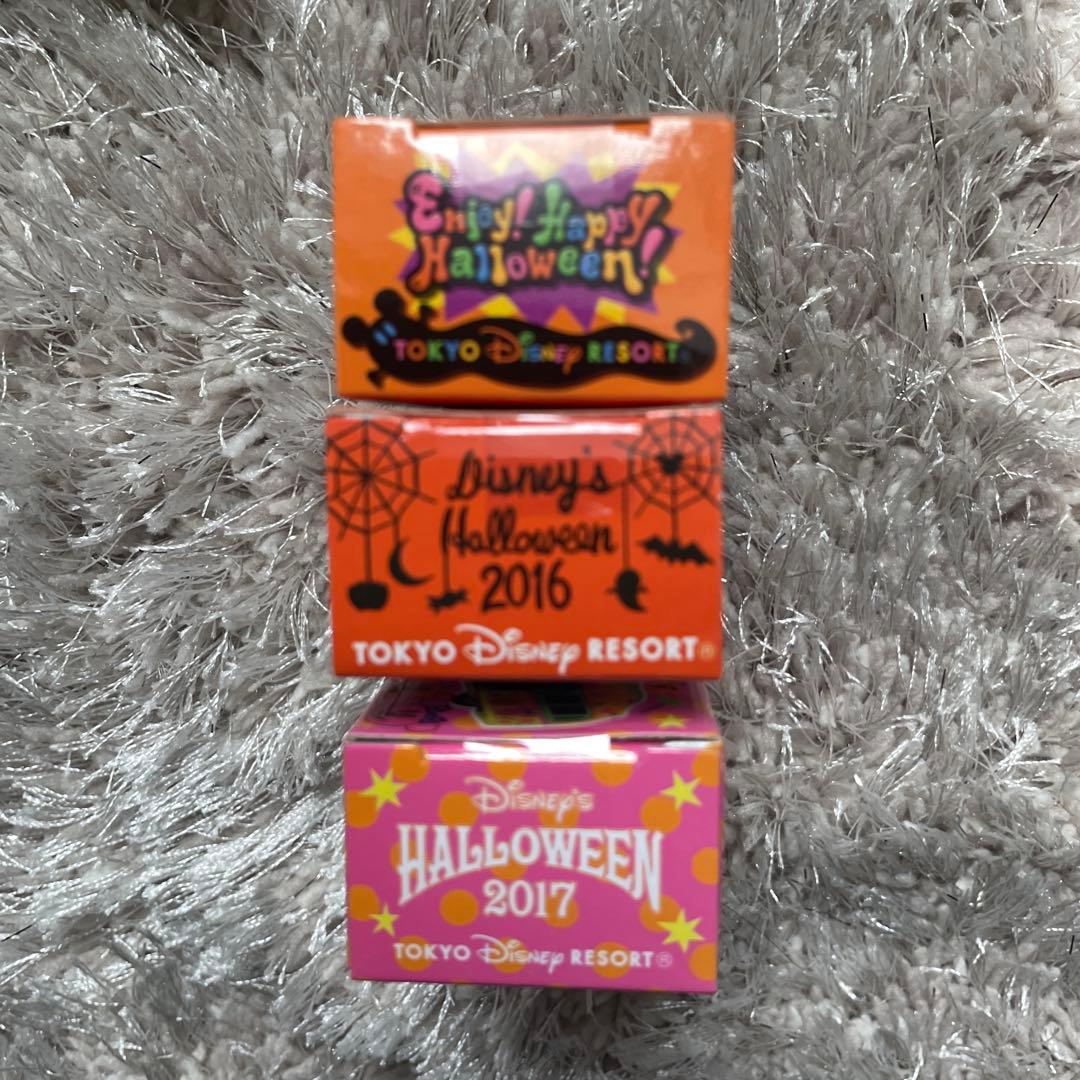 Enjoy! Happy
Halloween!
TOKYO Disney RESORT®
Disney's
Halloween
2016
TOKYO Disney RESORT®
Disney's
HALLOWEEN
2017
TOKYO Disney RESORT®